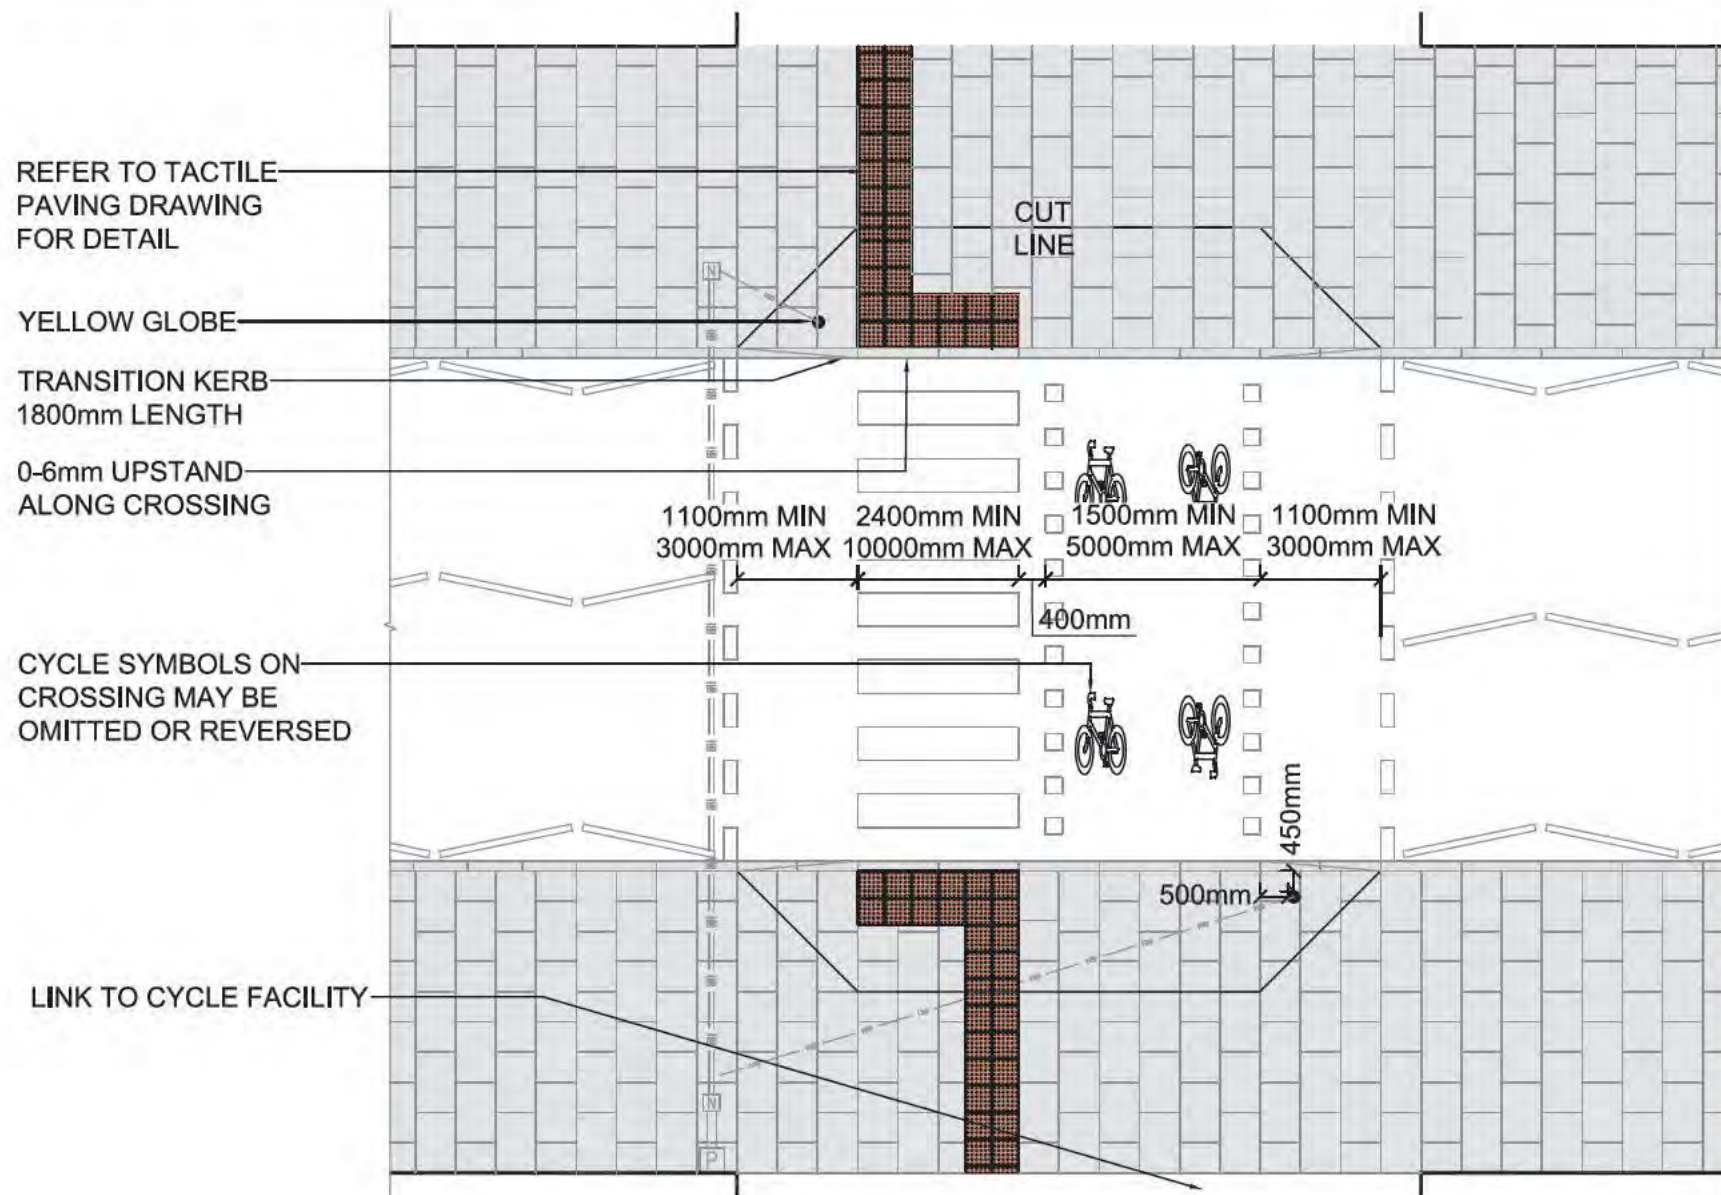 REFER TO TACTILE
PAVING DRAWING
FOR DETAIL
CUT
LINE
N
YELLOW GLOBE
TRANSITION KERB
1800mm LENGTH
0-6mm UPSTAND
ALONG CROSSING
1100mm MIN
3000mm MAX
2400mm MIN
10000mm MAX
1500mm MIN
5000mm MAX
1100mm MIN
3000mm MAX
400mm
CYCLE SYMBOLS ON
CROSSING MAY BE
OMITTED OR REVERSED
450mm
500mm
LINK TO CYCLE FACILITY
N
P